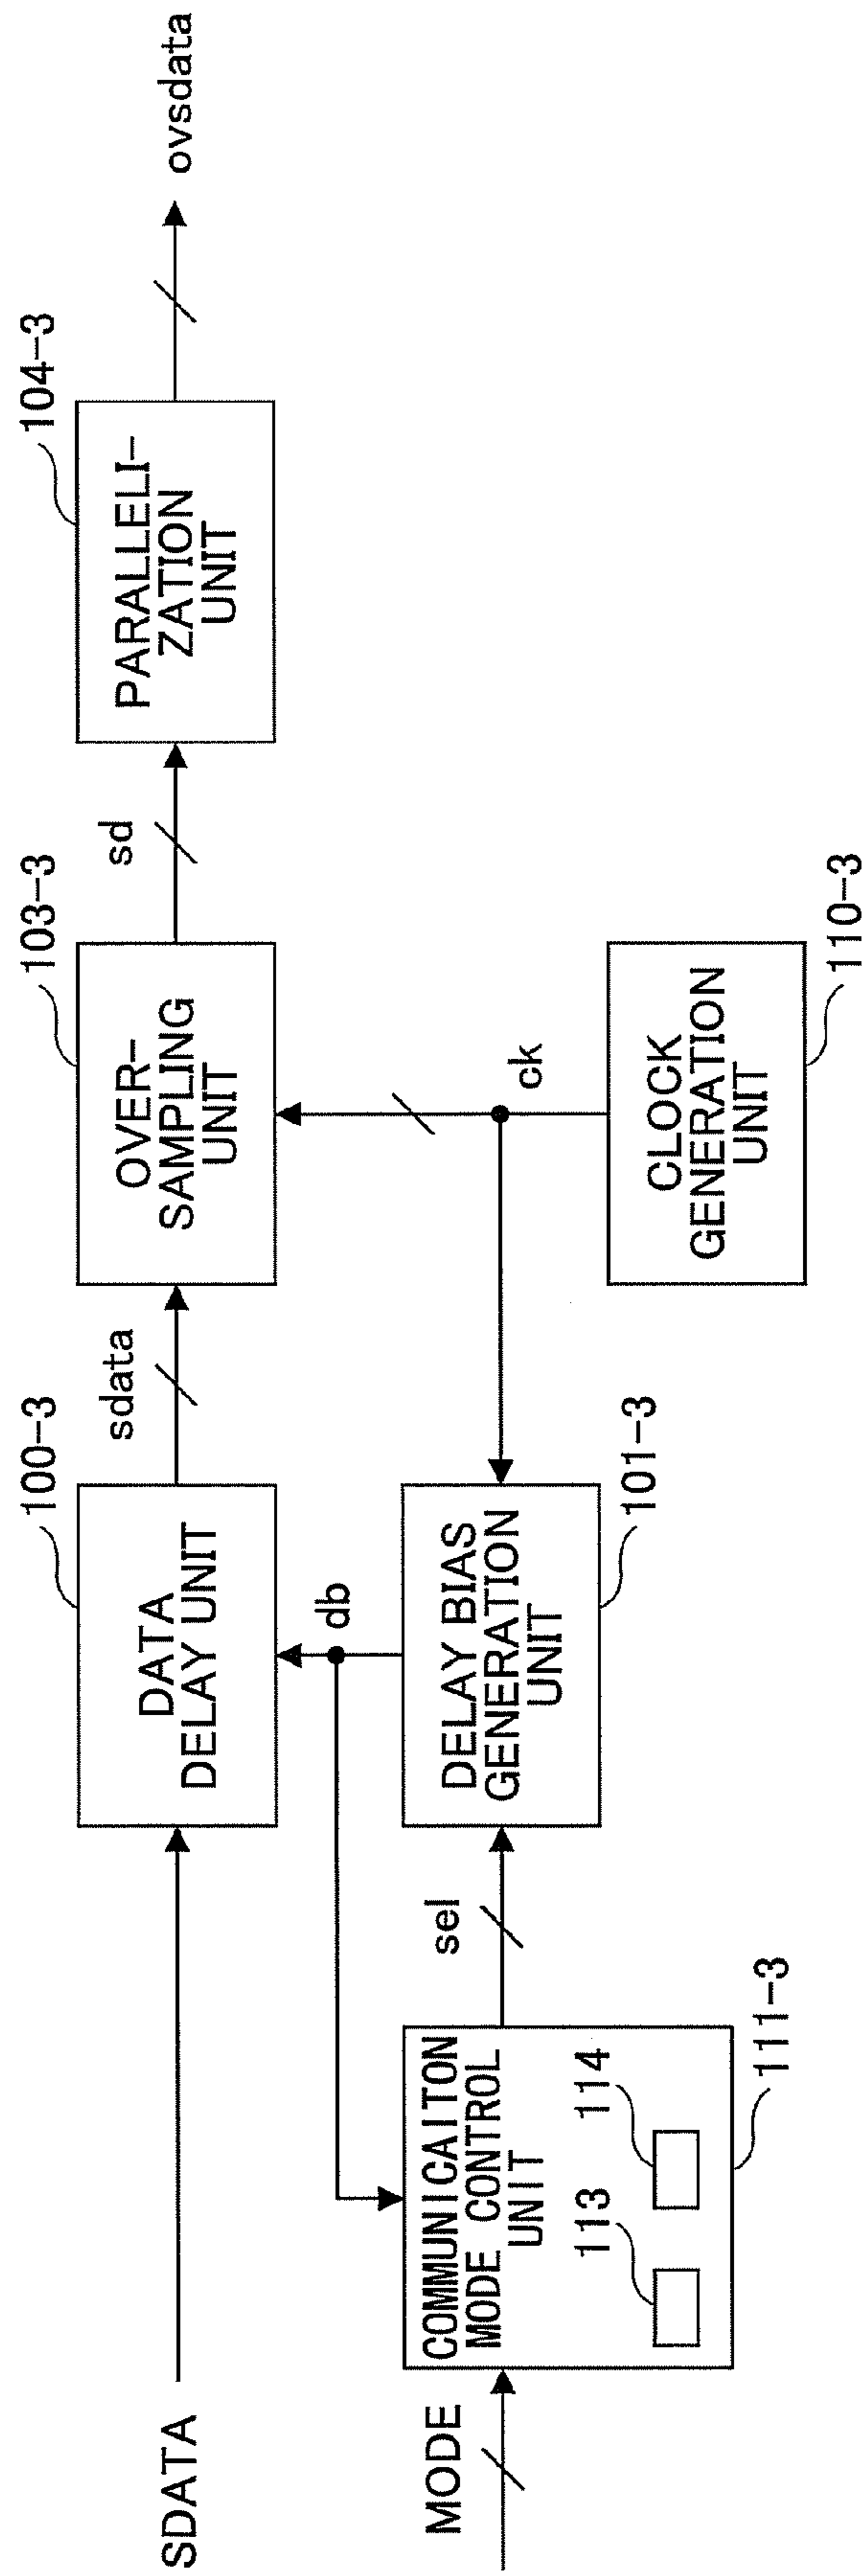 SDATA
100-3
DATA
DELAY UNIT
sdata
103-3
OVER-
SAMPLING
UNIT
sd
104-3
PARALLELI-
ZATION
UNIT
ovsdata
db
MODE
COMMUNICAITON
MODE CONTROL
UNIT
113
114
111-3
sel
DELAY BIAS
GENERATION
UNIT
101-3
ck
CLOCK
GENERATION
UNIT
110-3